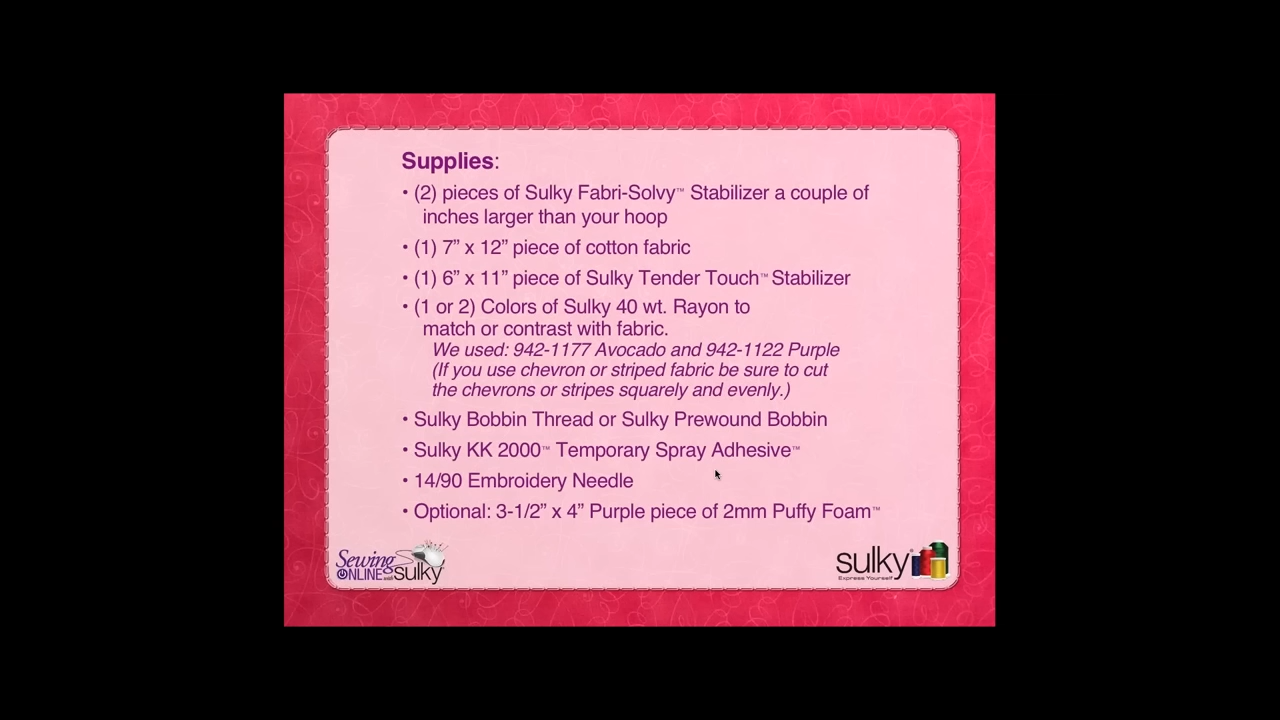 Supplies:
• (2) pieces of Sulky Fabri-Solvy™ Stabilizer a couple of
inches larger than your hoop
• (1) 7” x 12” piece of cotton fabric
• (1) 6” x 11” piece of Sulky Tender Touch™ Stabilizer
• (1 or 2) Colors of Sulky 40 wt. Rayon to
match or contrast with fabric.
We used: 942-1177 Avocado and 942-1122 Purple
(If you use chevron or striped fabric be sure to cut
the chevrons or stripes squarely and evenly.)
• Sulky Bobbin Thread or Sulky Prewound Bobbin
• Sulky KK 2000™ Temporary Spray Adhesive™
• 14/90 Embroidery Needle
• Optional: 3-1/2” x 4” Purple piece of 2mm Puffy Foam™
Sewing
ONLINE with sulky
sulky®
Express Yourself